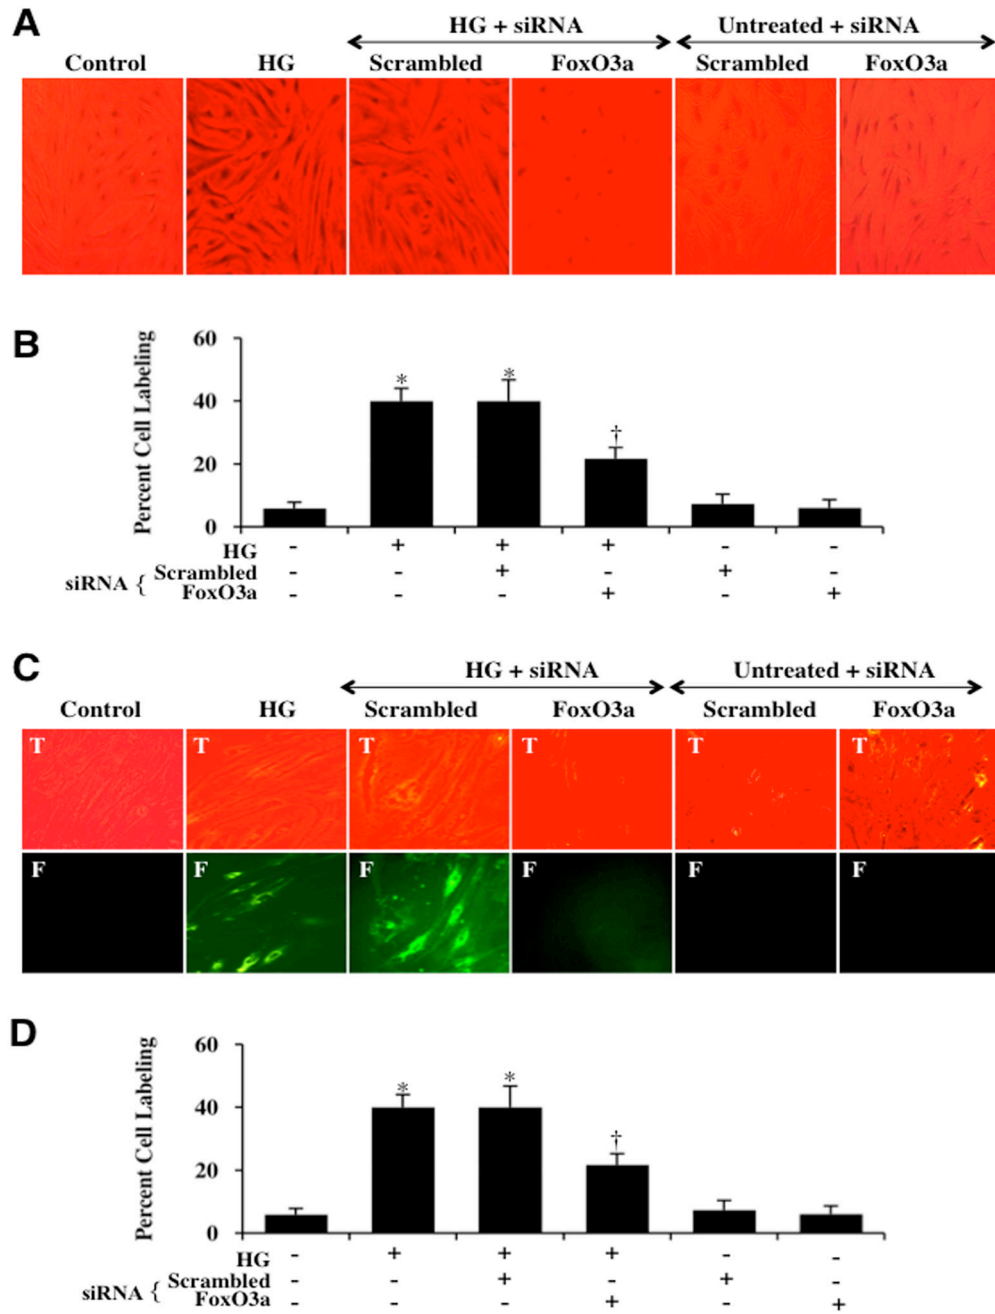 A
HG + siRNA Untreated + siRNA
Control HG Scrambled FoxO3a Scrambled FoxO3a
B
Percent Cell Labeling
60
40
20
0
* * †
HG - + + + - -
siRNA { Scrambled - - + - + -
FoxO3a - - - + - +
C
HG + siRNA Untreated + siRNA
Control HG Scrambled FoxO3a Scrambled FoxO3a
T T T T T T
F F F F F F
D
Percent Cell Labeling
60
40
20
0
* * †
HG - + + + - -
siRNA { Scrambled - - + - + -
FoxO3a - - - + - +